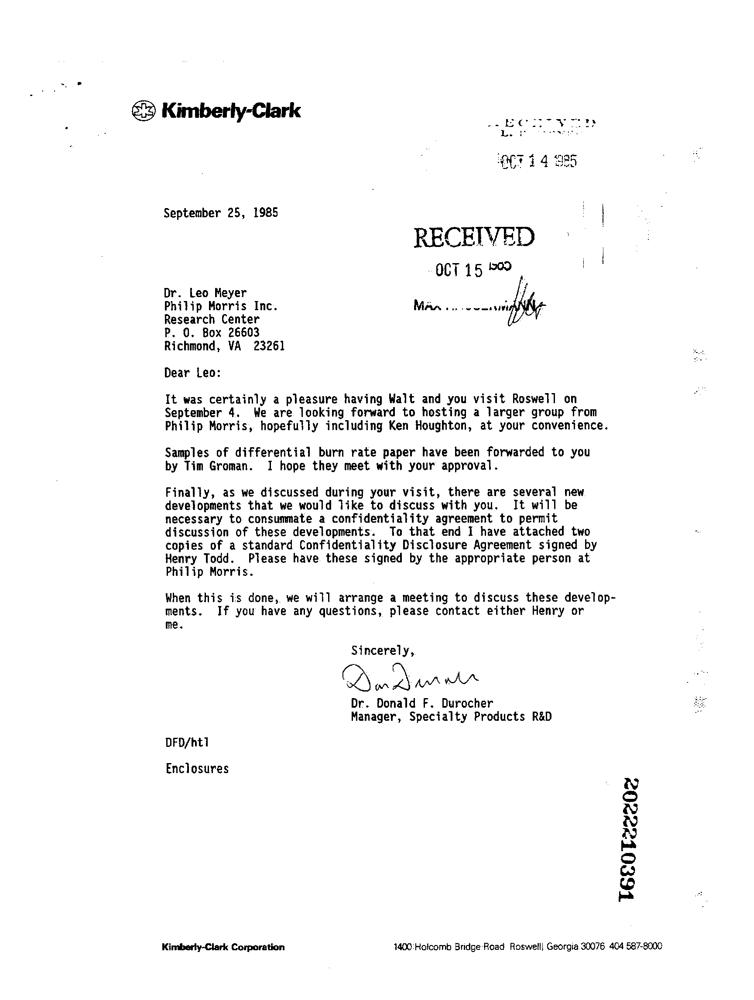 Kimberly-Clark
OCT 14 1985
September 25, 1985
RECEIVED
OCT 15
Dr. Leo Meyer
Philip Morris Inc.
Research Center
P. O. Box 26603
Richmond, VA 23261
Dear Leo:
It was certainly a pleasure having Walt and you visit Roswell on
September 4. We are looking forward to hosting a larger group from
Philip Morris, hopefully including Ken Houghton, at your convenience.
Samples of differential burn rate paper have been forwarded to you
by Tim Groman. I hope they meet with your approval.
Finally, as we discussed during your visit, there are several new
developments that we would like to discuss with you. It will be
necessary to consummate a confidentiality agreement to permit
discussion of these developments. To that end I have attached two
copies of a standard Confidentiality Disclosure Agreement signed by
Henry Todd. Please have these signed by the appropriate person at
Philip Morris.
When this is done, we will arrange a meeting to discuss these develop-
ments. If you have any questions, please contact either Henry or
me.
Sincerely,
Dr. Donald F. Durocher
Manager, Specialty Products R&D
DFD/htl
Enclosures
2022210391
Kimberly-Clark Corporation
1400 Holcomb Bridge Road Roswell, Georgia 30076 404 587-8000